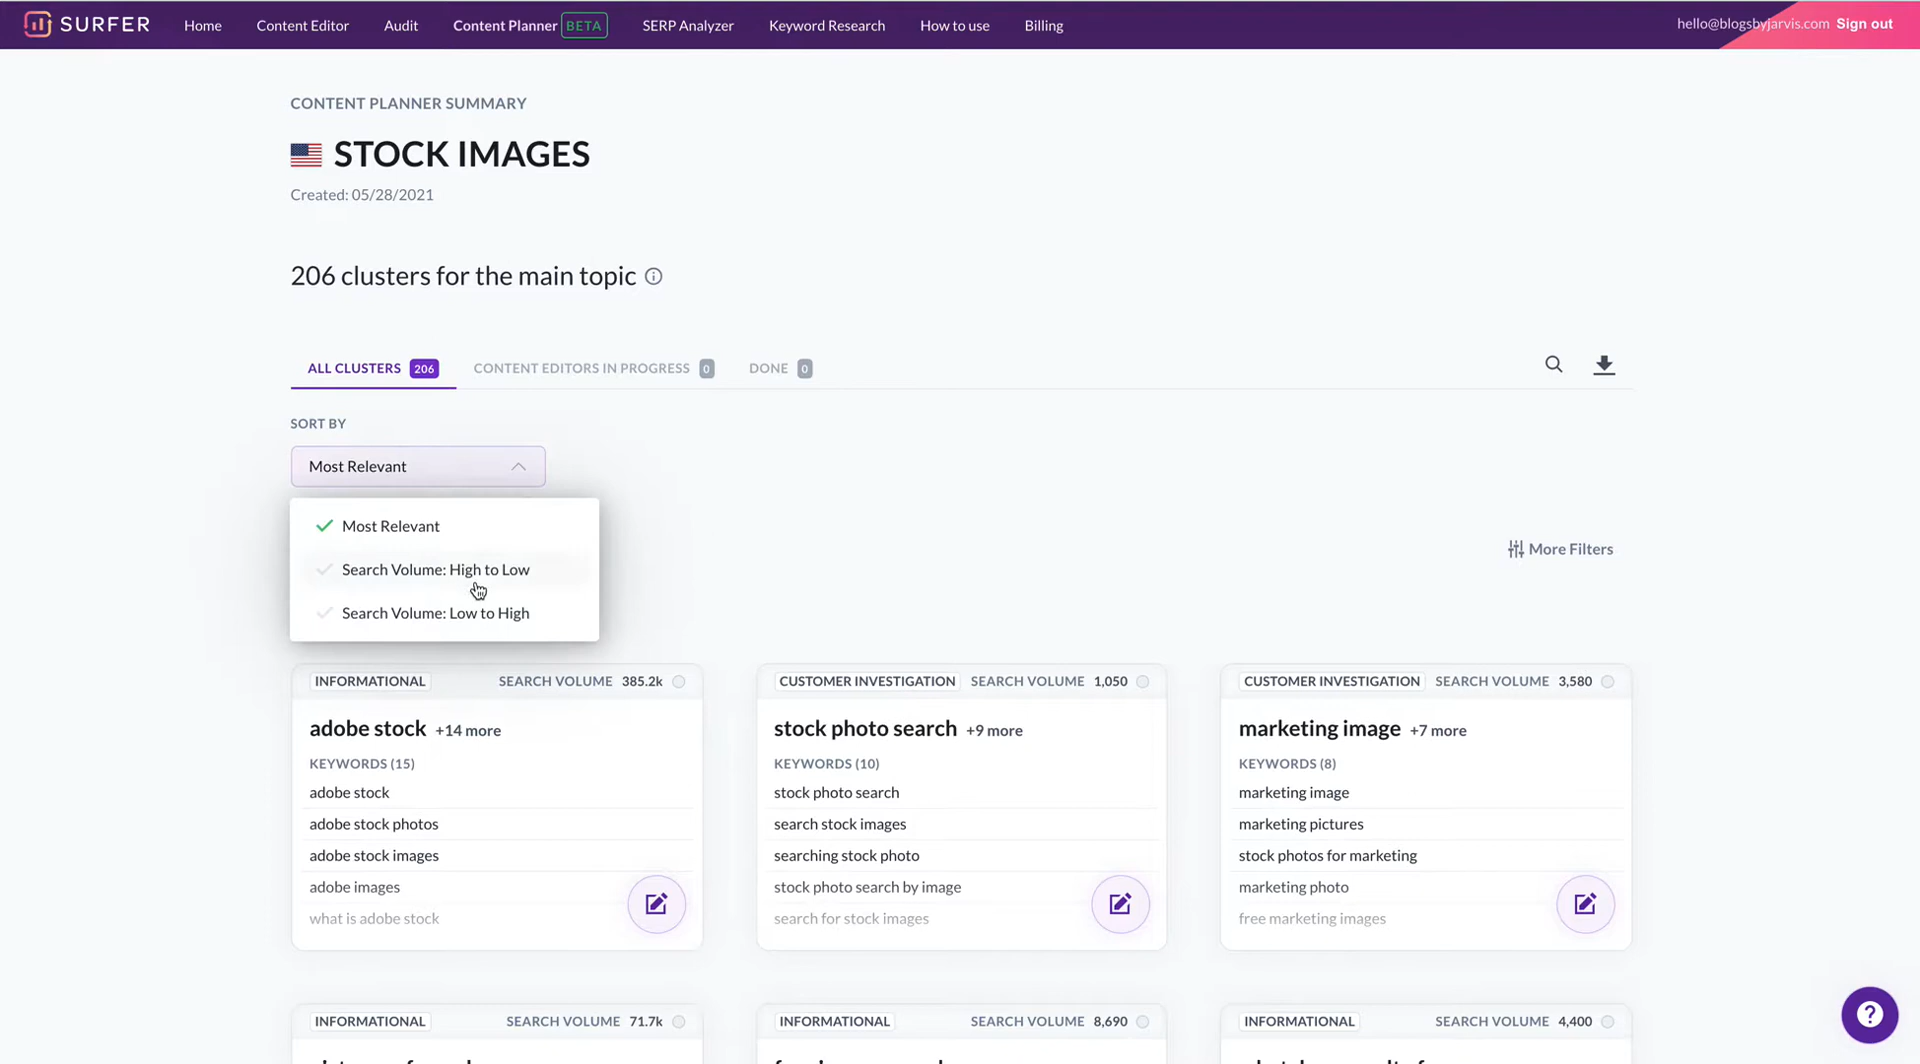 SURFER
Home
Content Editor
Audit
Content Planner BETA
SERP Analyzer
Keyword Research
How to use
Billing
hello@blogsbyjarvis.com Sign out
CONTENT PLANNER SUMMARY
STOCK IMAGES
Created: 05/28/2021
206 clusters for the main topic
ALL CLUSTERS 206
CONTENT EDITORS IN PROGRESS 0
DONE 0
SORT BY
Most Relevant
Most Relevant
Search Volume: High to Low
Search Volume: Low to High
More Filters
INFORMATIONAL SEARCH VOLUME 385.2k
adobe stock +14 more
KEYWORDS (15)
adobe stock
adobe stock photos
adobe stock images
adobe images
what is adobe stock
CUSTOMER INVESTIGATION SEARCH VOLUME 1,050
stock photo search +9 more
KEYWORDS (10)
stock photo search
search stock images
searching stock photo
stock photo search by image
search for stock images
CUSTOMER INVESTIGATION SEARCH VOLUME 3,580
marketing image +7 more
KEYWORDS (8)
marketing image
marketing pictures
stock photos for marketing
marketing photo
free marketing images
INFORMATIONAL SEARCH VOLUME 71.7k
INFORMATIONAL SEARCH VOLUME 8,690
INFORMATIONAL SEARCH VOLUME 4,400